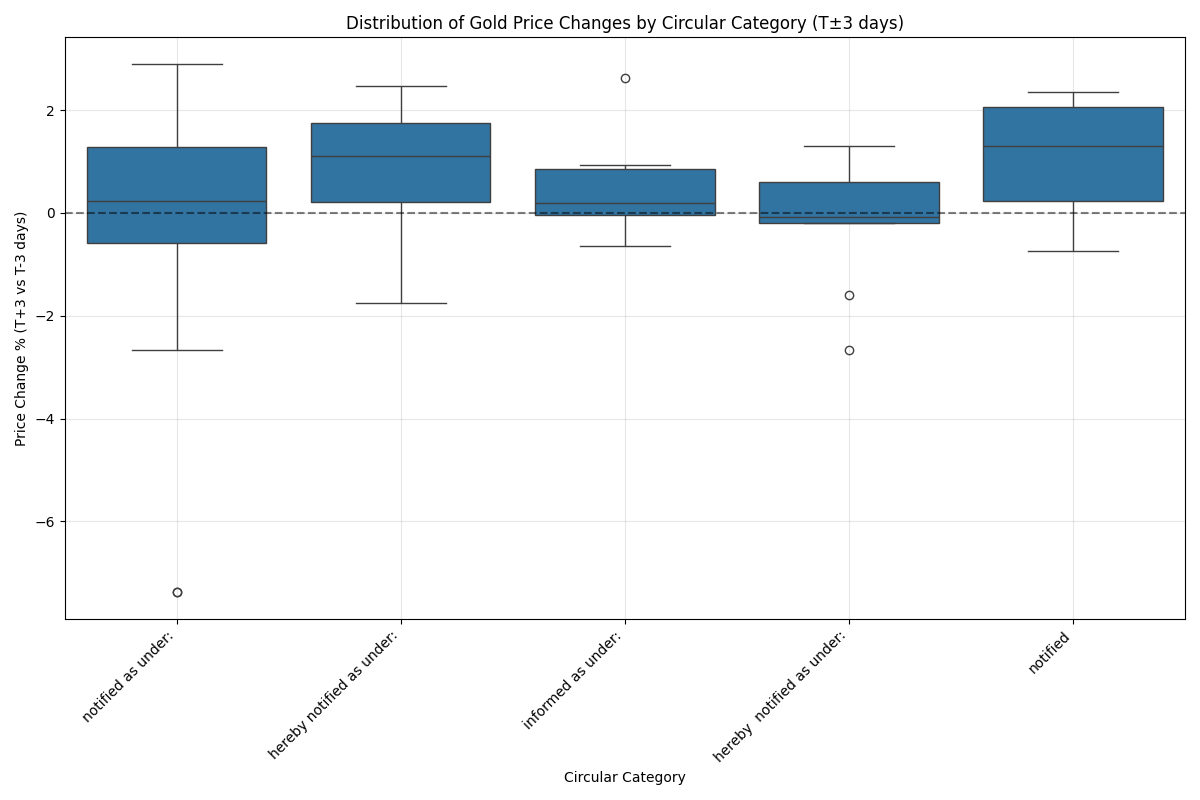 Distribution of Gold Price Changes by Circular Category (T±3 days)
Price Change % (T+3 vs T-3 days)
2
0
−2
−4
−6
notified as under:
hereby notified as under:
informed as under:
hereby  notified as under:
notified
Circular Category